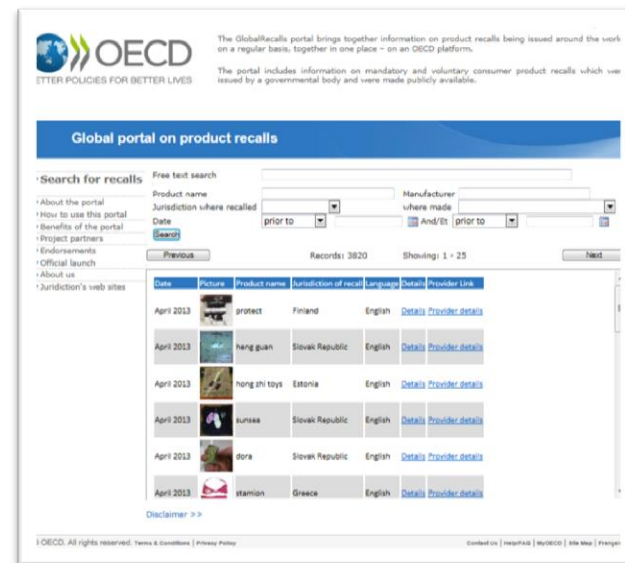 OECD
The GlobalRecalls portal brings together information on product recalls being issued around the
on a regular basis, together in one place – on an OECD platform.
ETTER POLICIES FOR BETTER LIVES
The portal includes information on mandatory and voluntary consumer product recalls which
issued by a governmental body and were made publicly available.
Global portal on product recalls
Search for recalls
About the portal
How to use this portal
Benefits of the portal
Project partners
Endorsements
Official launch
About us
Juridiction's web sites
Free text search
Product name Manufacturer
Jurisdiction where recalled where made
Date prior to And/Et prior to
Search
Previous Records: 3820 Showing: 1 - 25 Next
Date Picture Product name Jurisdiction of recall Language Details Provider Link
April 2013 protect Finland English Details Provider details
April 2013 hang guan Slovak Republic English Details Provider details
April 2013 hong zhi toys Estonia English Details Provider details
April 2013 sunsea Slovak Republic English Details Provider details
April 2013 dora Slovak Republic English Details Provider details
April 2013 stamion Greece English Details Provider details
Disclaimer >>
OECD. All rights reserved. Terms & Conditions | Privacy Policy
Contact Us | Help/FAQ | MyOECD | Site Map |